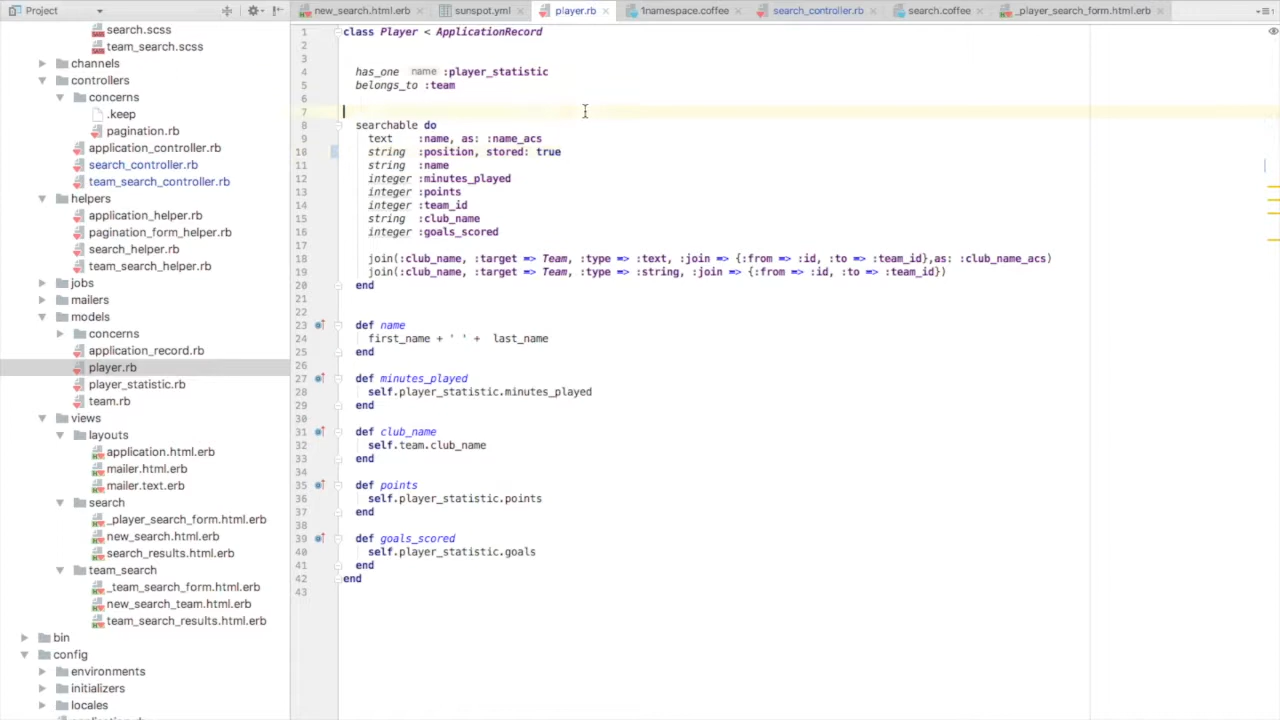 Project
new_search.html.erb
sunspot.yml
player.rb
1namespace.coffee
search_controller.rb
search.coffee
_player_search_form.html.erb
search.scss
team_search.scss
channels
controllers
concerns
.keep
pagination.rb
application_controller.rb
search_controller.rb
team_search_controller.rb
helpers
application_helper.rb
pagination_form_helper.rb
search_helper.rb
team_search_helper.rb
jobs
mailers
models
concerns
application_record.rb
player.rb
player_statistic.rb
team.rb
views
layouts
application.html.erb
mailer.html.erb
mailer.text.erb
search
_player_search_form.html.erb
new_search.html.erb
search_results.html.erb
team_search
_team_search_form.html.erb
new_search_team.html.erb
team_search_results.html.erb
bin
config
environments
initializers
locales
1 class Player < ApplicationRecord
2
3
4 has_one name :player_statistic
5 belongs_to :team
6
7
8 searchable do
9 text :name, as: :name_acs
10 string :position, stored: true
11 string :name
12 integer :minutes_played
13 integer :points
14 integer :team_id
15 string :club_name
16 integer :goals_scored
17
18 join(:club_name, :target => Team, :type => :text, :join => {:from => :id, :to => :team_id},as: :club_name_acs)
19 join(:club_name, :target => Team, :type => :string, :join => {:from => :id, :to => :team_id})
20 end
21
22
23 def name
24 first_name + ' ' + last_name
25 end
26
27 def minutes_played
28 self.player_statistic.minutes_played
29 end
30
31 def club_name
32 self.team.club_name
33 end
34
35 def points
36 self.player_statistic.points
37 end
38
39 def goals_scored
40 self.player_statistic.goals
41 end
42 end
43